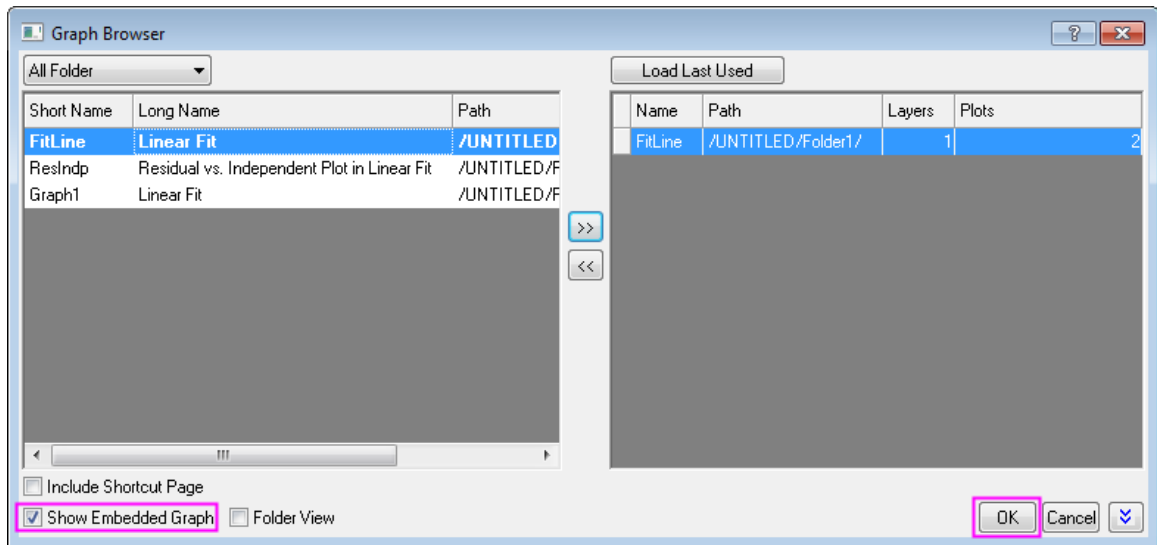 Graph Browser
All Folder
Load Last Used
Short Name Long Name Path
FitLine Linear Fit /UNTITLED
ResIndp Residual vs. Independent Plot in Linear Fit /UNTITLED/F
Graph1 Linear Fit /UNTITLED/F
>>
<<
Name Path Layers Plots
FitLine /UNTITLED/Folder1/ 1 2
Include Shortcut Page
Show Embedded Graph Folder View
OK Cancel